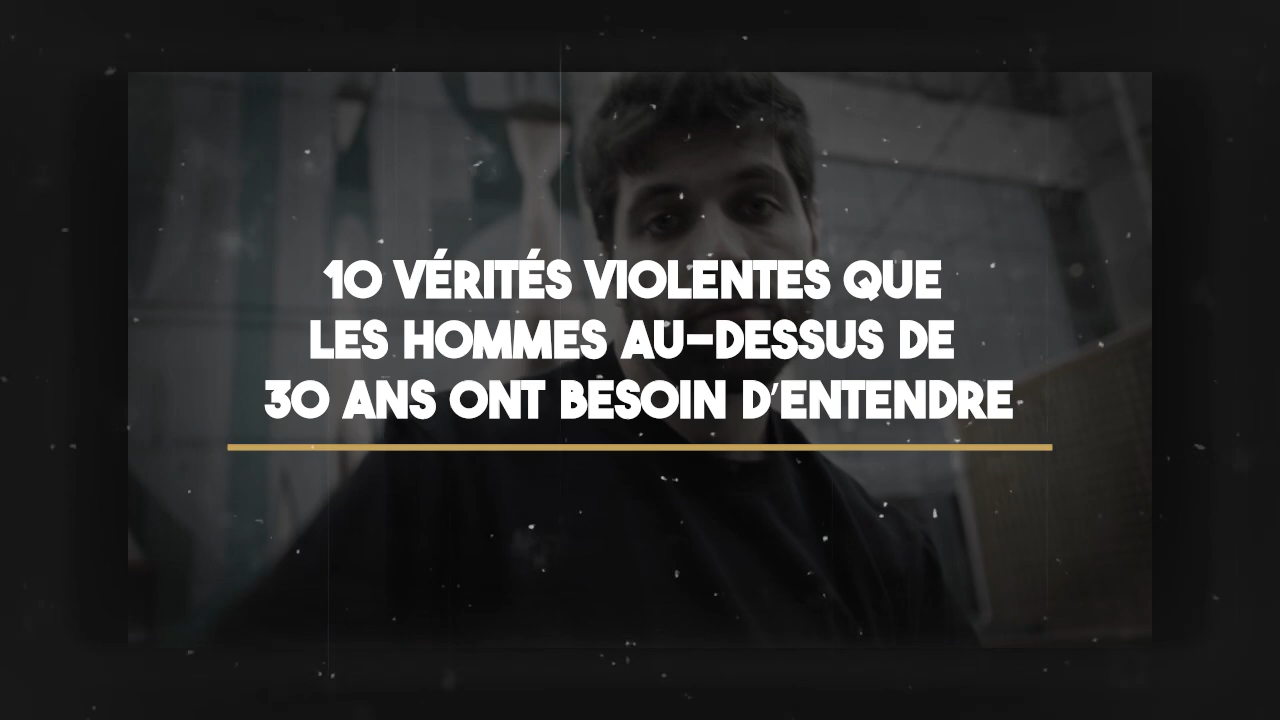 10 VÉRITÉS VIOLENTES QUE
LES HOMMES AU-DESSUS DE
30 ANS ONT BESOIN D'ENTENDRE